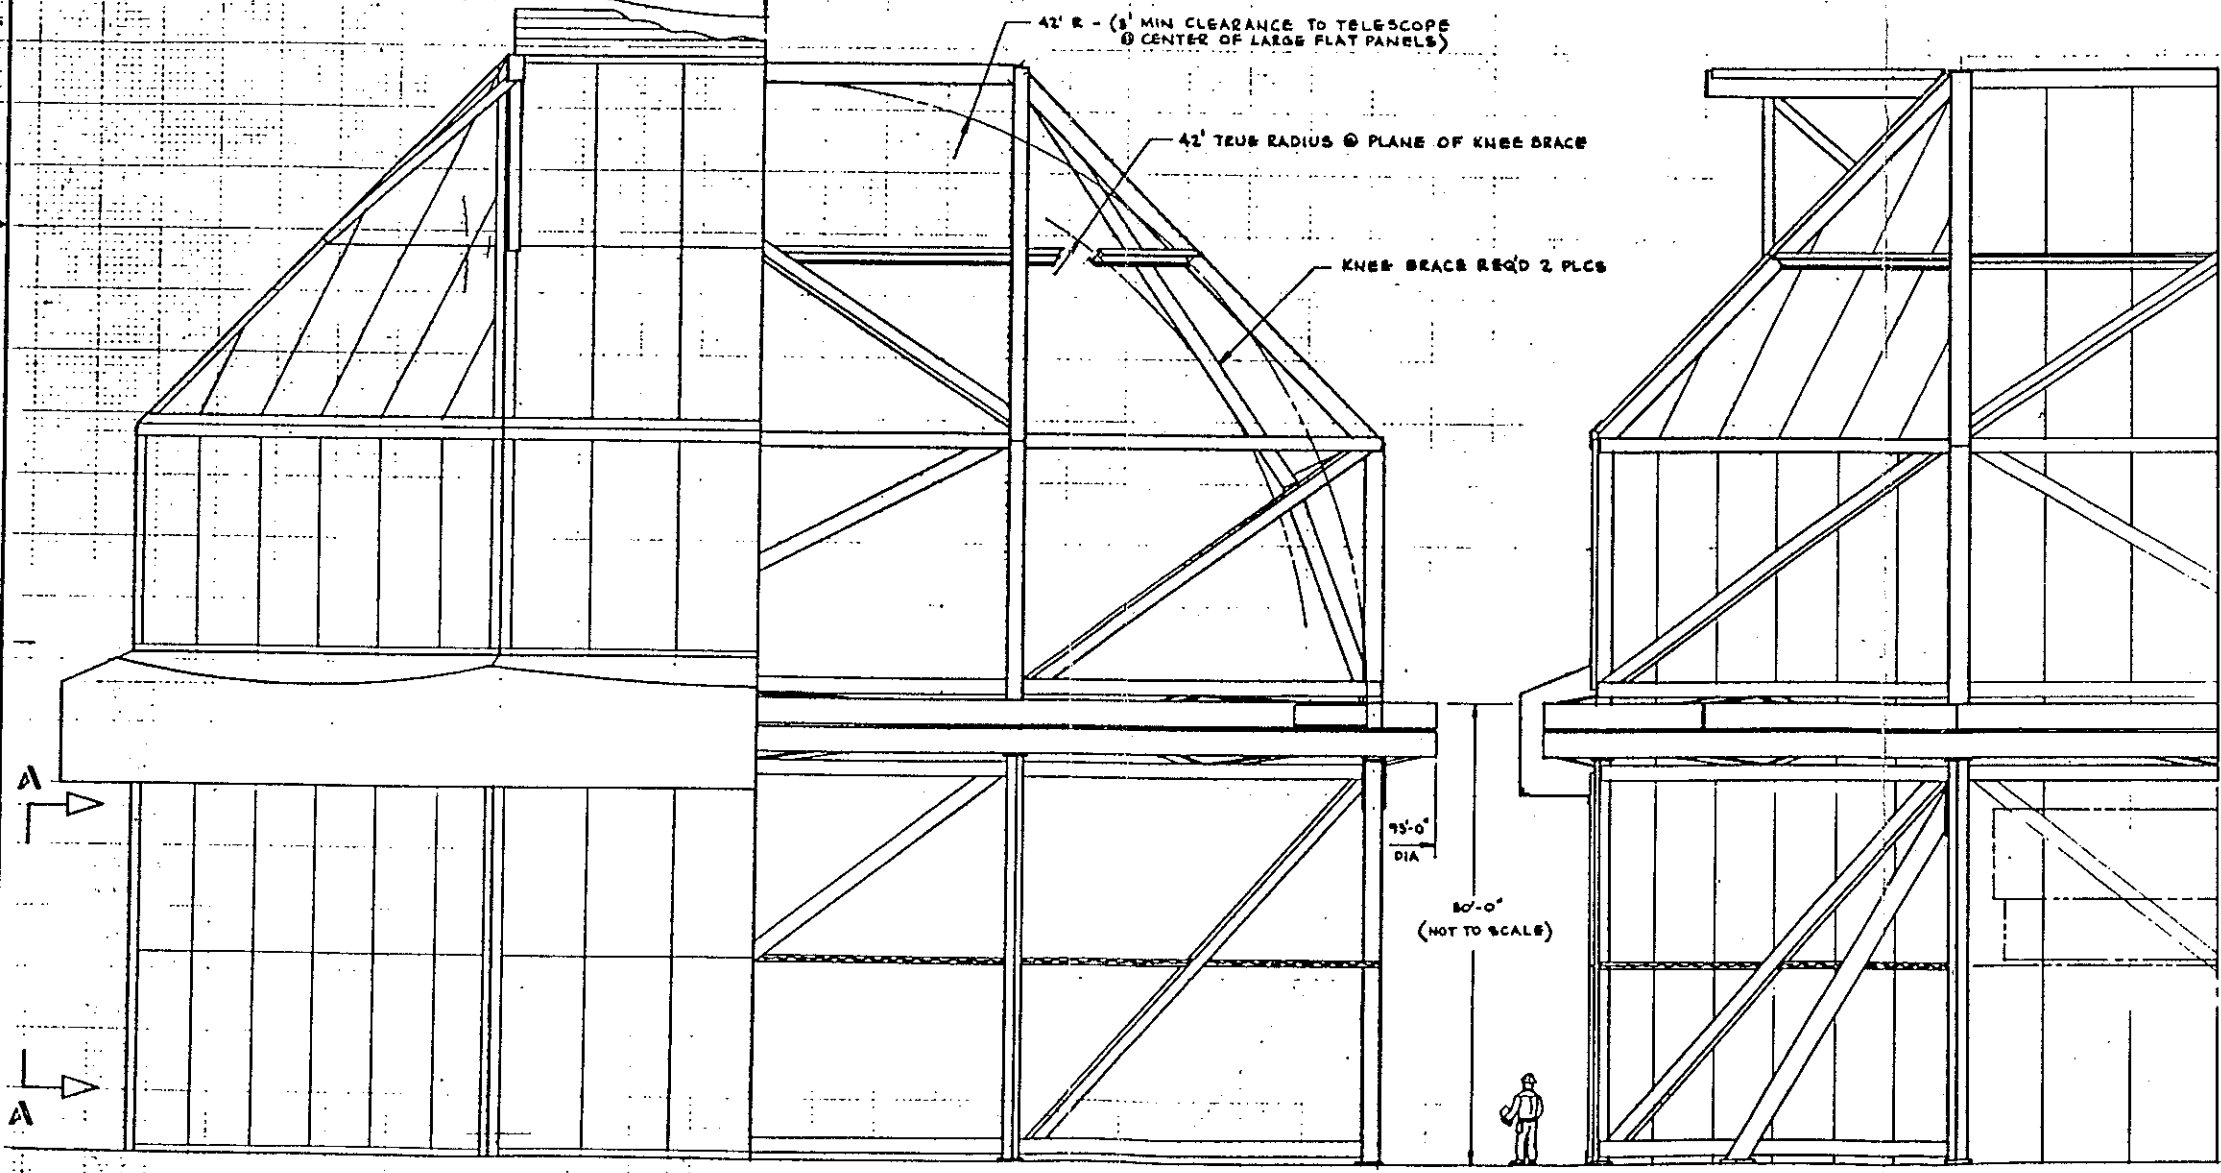 42' R - (3' MIN CLEARANCE TO TELESCOPE
@ CENTER OF LARGE FLAT PANELS)
42' TRUE RADIUS @ PLANE OF KNEE BRACE
KNEE BRACE REQ'D 2 PLCS
A
93'-0"
DIA
80'-0"
(NOT TO SCALE)
A